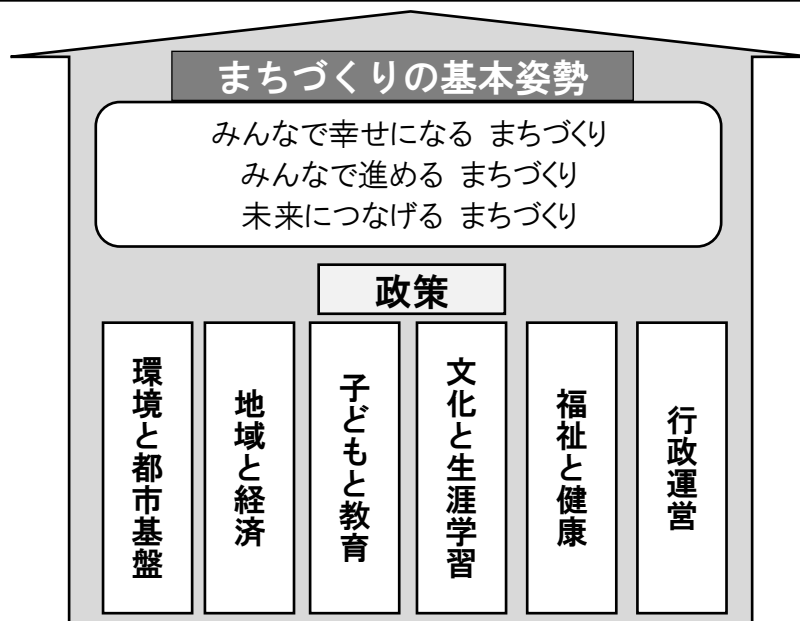 まちづくりの基本姿勢
みんなで幸せになる まちづくり
みんなで進める まちづくり
未来につなげる まちづくり
政策
環境と都市基盤
地域と経済
子どもと教育
文化と生涯学習
福祉と健康
行政運営